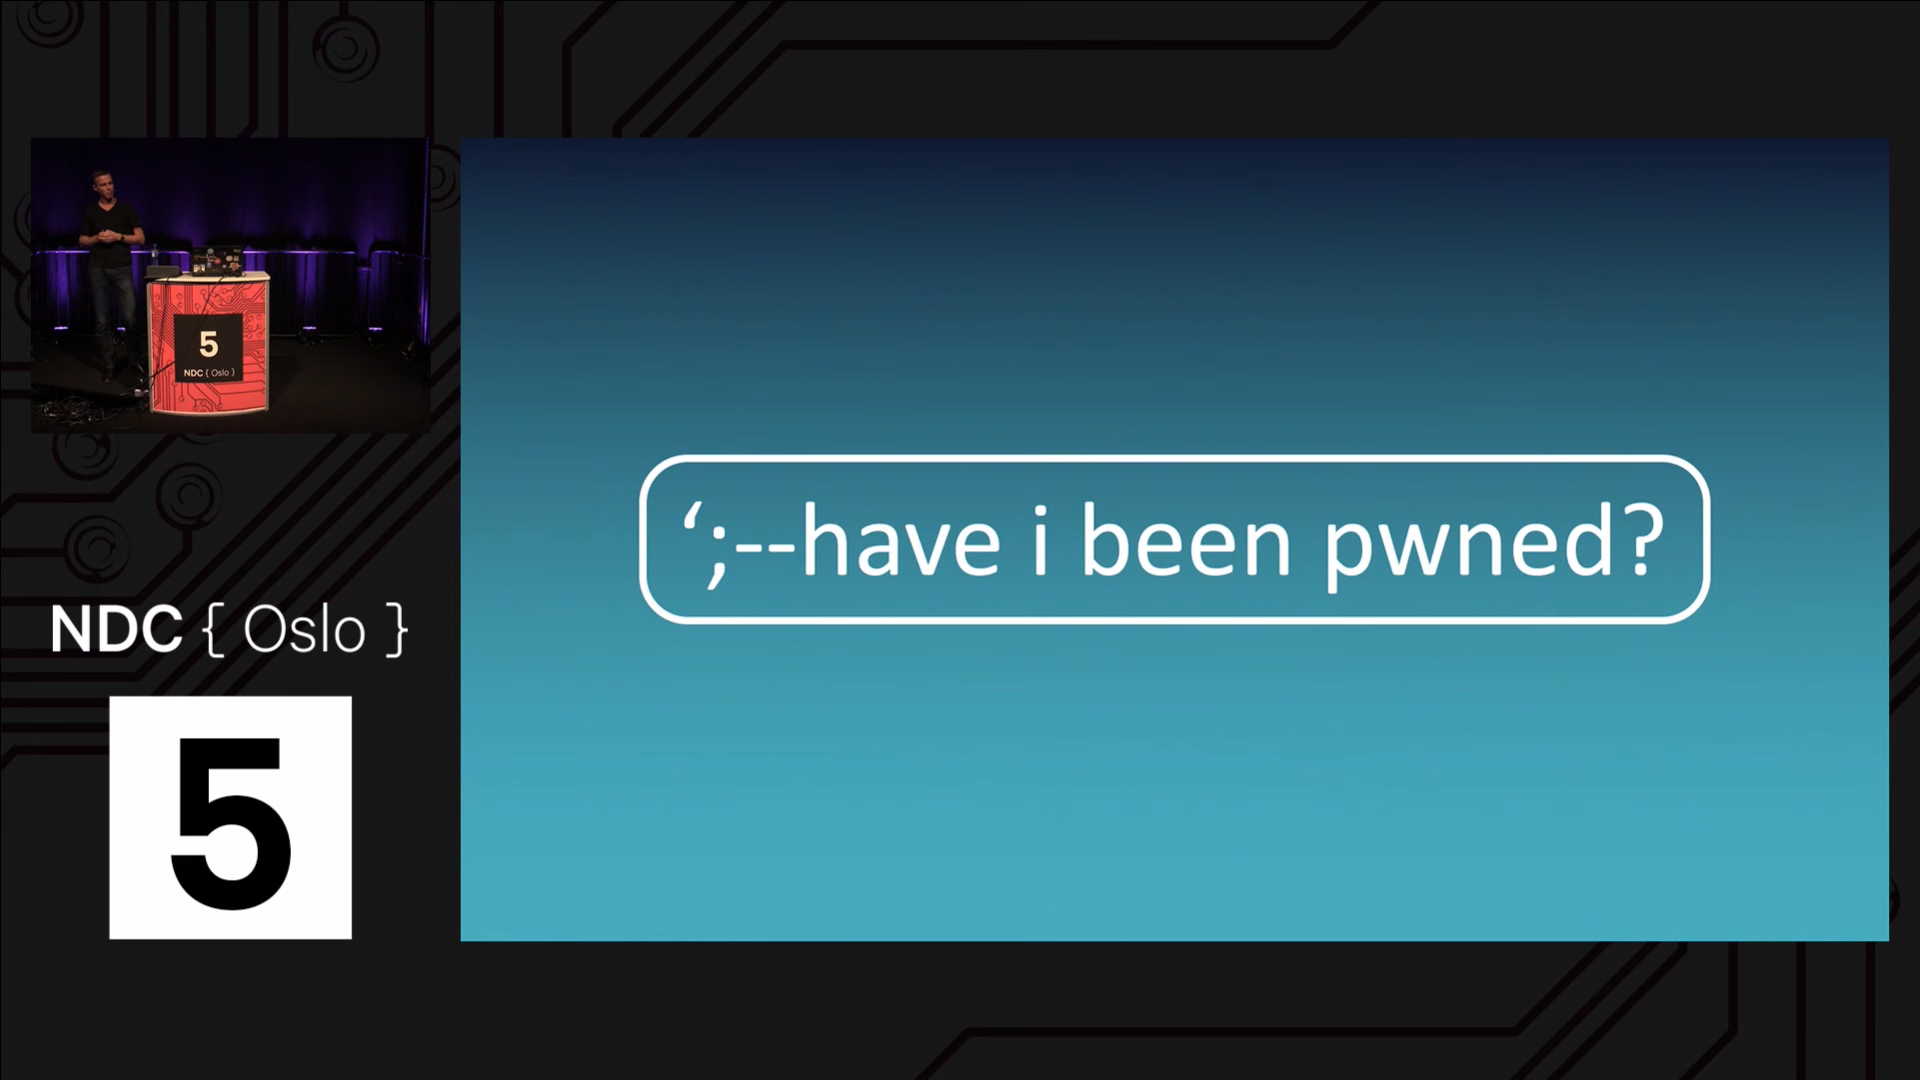 5
NDC { Oslo }
‘;--have i been pwned?
NDC { Oslo }
5